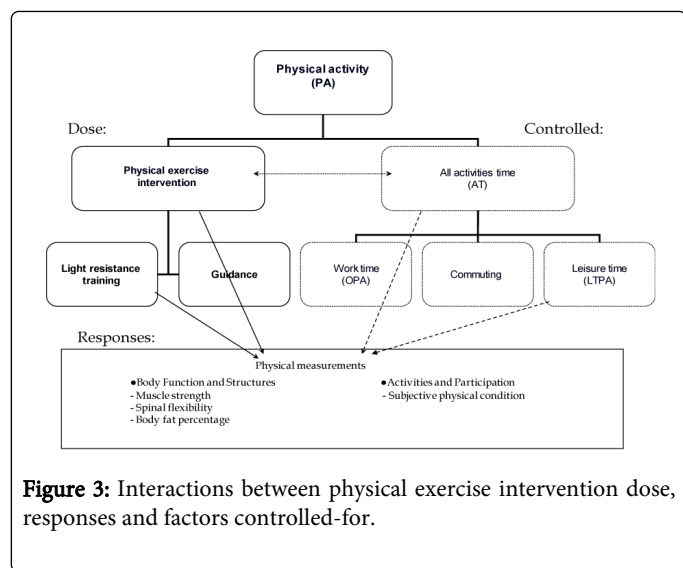 Physical activity
(PA)
Dose:
Controlled:
Physical exercise
intervention
All activities time
(AT)
Light resistance
training
Guidance
Work time
(OPA)
Commuting
Leisure time
(LTPA)
Responses:
Physical measurements
●Body Function and Structures
- Muscle strength
- Spinal flexibility
- Body fat percentage
●Activities and Participation
- Subjective physical condition
Figure 3: Interactions between physical exercise intervention dose,
responses and factors controlled-for.